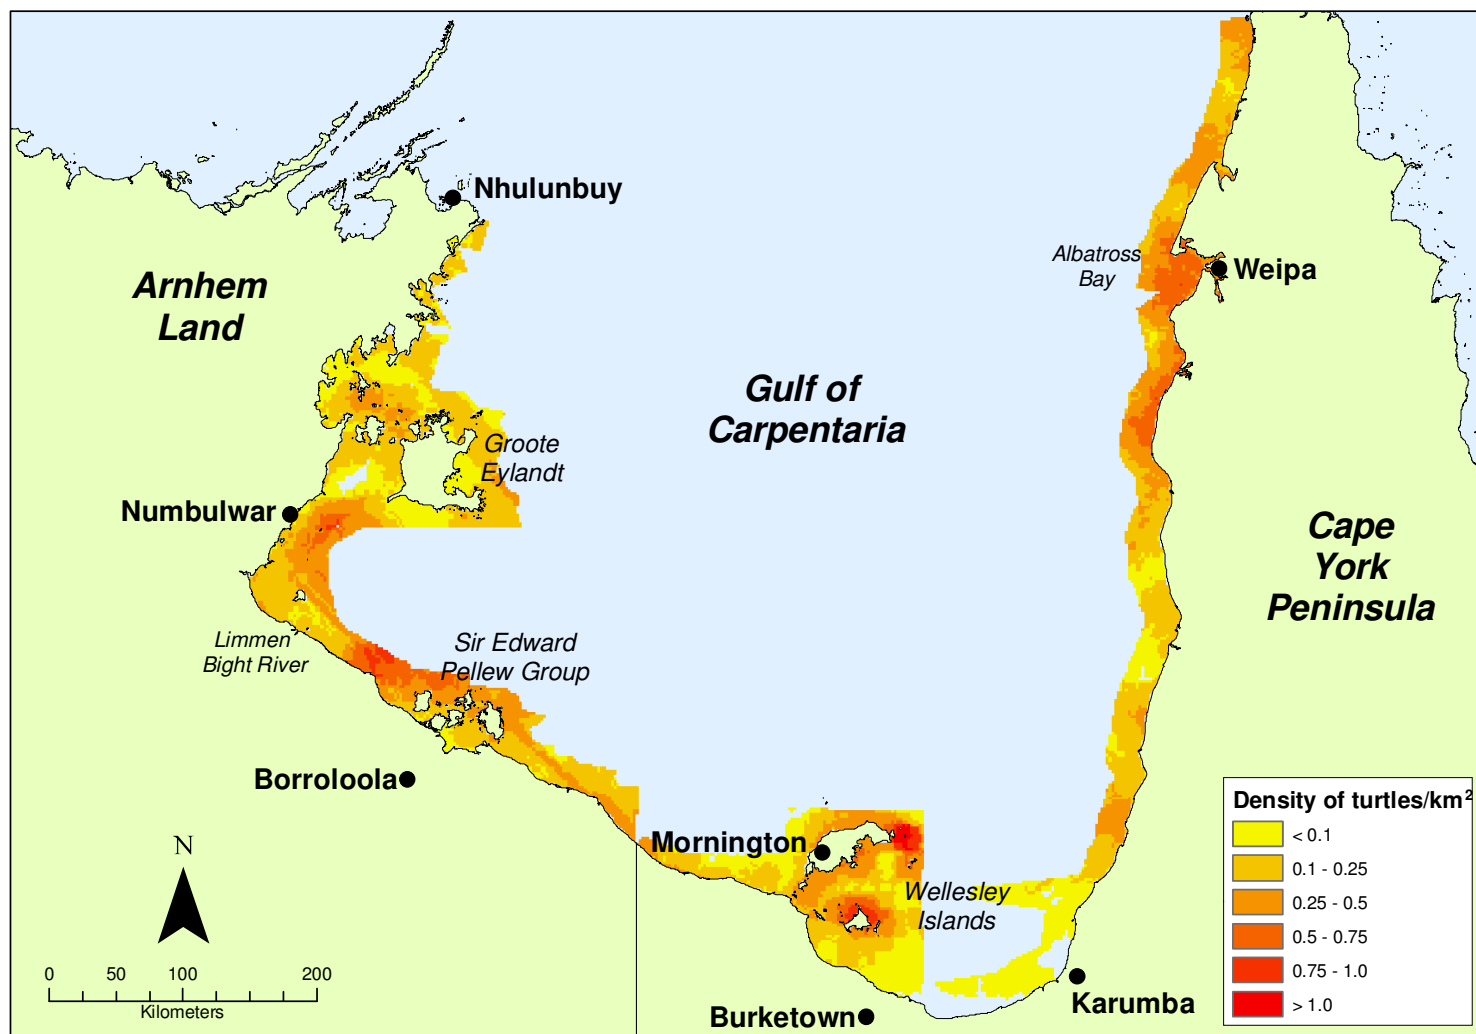 Nhulunbuy
Arnhem
Land
Albatross
Bay
Weipa
Gulf of
Carpentaria
Groote
Eylandt
Numbulwar
Cape
York
Peninsula
Limmen
Bight River
Sir Edward
Pellew Group
Borroloola
Mornington
Wellesley
Islands
Karumba
Burketown
N
0 50 100 200
Kilometers
Density of turtles/km²
< 0.1
0.1 - 0.25
0.25 - 0.5
0.5 - 0.75
0.75 - 1.0
> 1.0